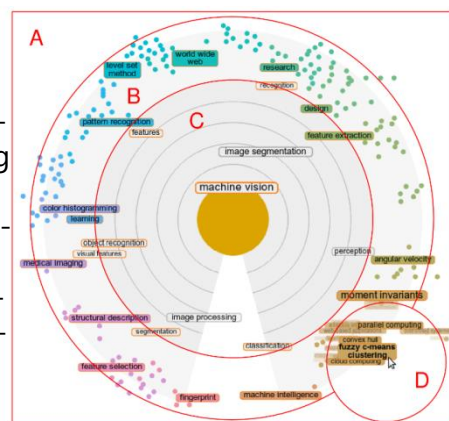 A
world wide
web
level set
method
research
B
recognition
C
design
pattern recognition
features
feature extraction
g
image segmentation
machine vision
color histogramming
learning
object recognition
visual features
perception
medical imaging
angular velocity
moment invariants
structural description
image processing
segmentation
parallel computing
convex hull
fuzzy c-means
clustering
cloud computing
classification
D
feature selection
fingerprint
machine intelligence